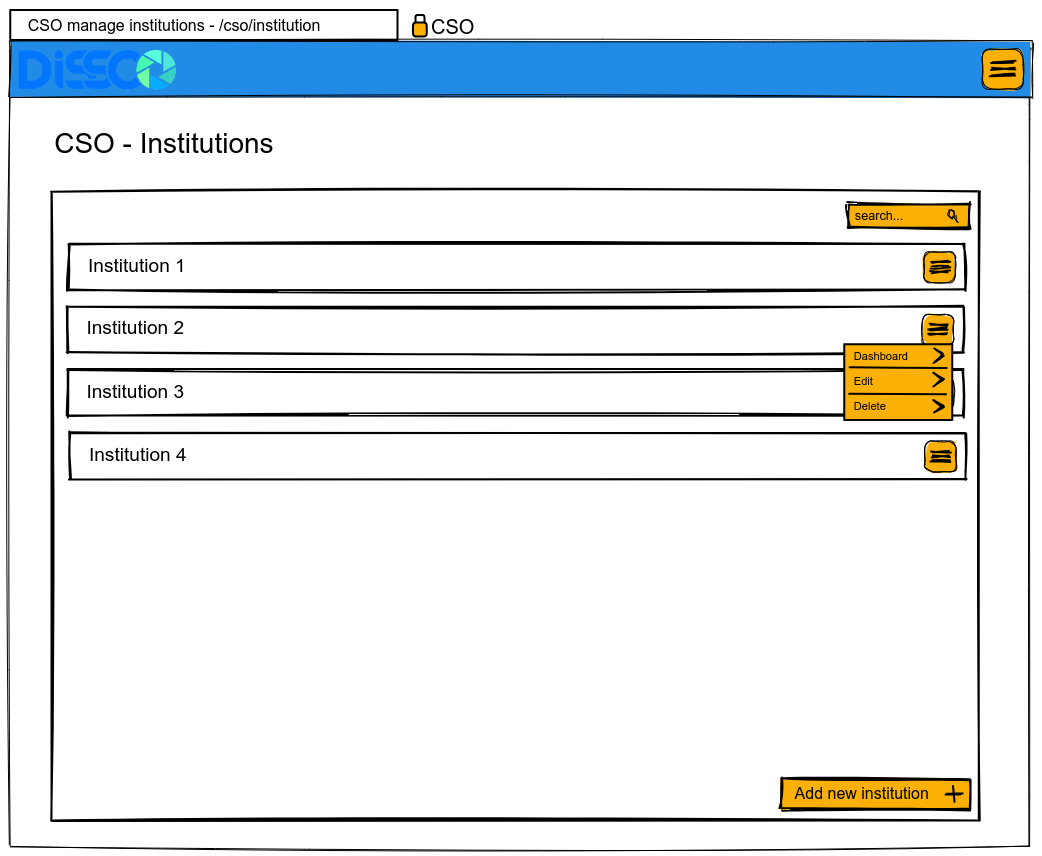 CSO manage institutions - /cso/institution
CSO
DiSSCo
CSO - Institutions
search...
Institution 1
Institution 2
Dashboard
Edit
Institution 3
Delete
Institution 4
Add new institution